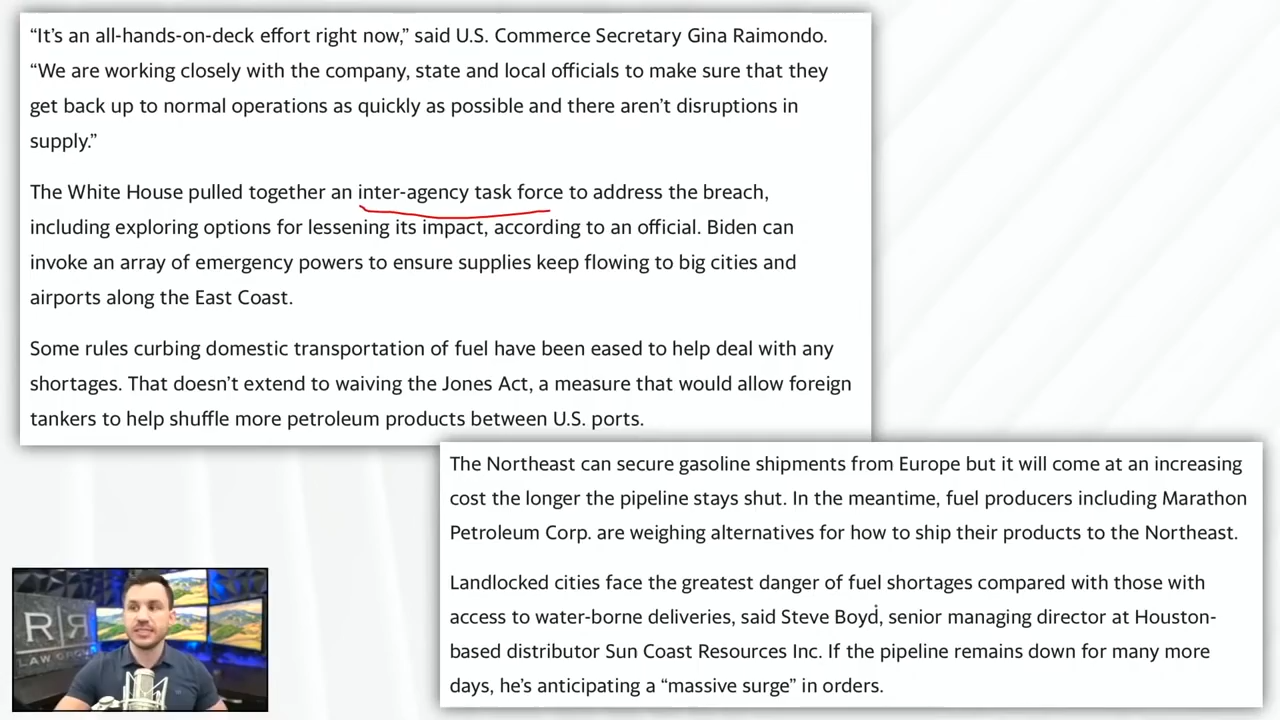 “It’s an all-hands-on-deck effort right now,” said U.S. Commerce Secretary Gina Raimondo.
“We are working closely with the company, state and local officials to make sure that they
get back up to normal operations as quickly as possible and there aren’t disruptions in
supply.”
The White House pulled together an inter-agency task force to address the breach,
including exploring options for lessening its impact, according to an official. Biden can
invoke an array of emergency powers to ensure supplies keep flowing to big cities and
airports along the East Coast.
Some rules curbing domestic transportation of fuel have been eased to help deal with any
shortages. That doesn’t extend to waiving the Jones Act, a measure that would allow foreign
tankers to help shuffle more petroleum products between U.S. ports.
The Northeast can secure gasoline shipments from Europe but it will come at an increasing
cost the longer the pipeline stays shut. In the meantime, fuel producers including Marathon
Petroleum Corp. are weighing alternatives for how to ship their products to the Northeast.
Landlocked cities face the greatest danger of fuel shortages compared with those with
access to water-borne deliveries, said Steve Boyd, senior managing director at Houston-
based distributor Sun Coast Resources Inc. If the pipeline remains down for many more
days, he’s anticipating a “massive surge” in orders.
R|R
LAW GROUP